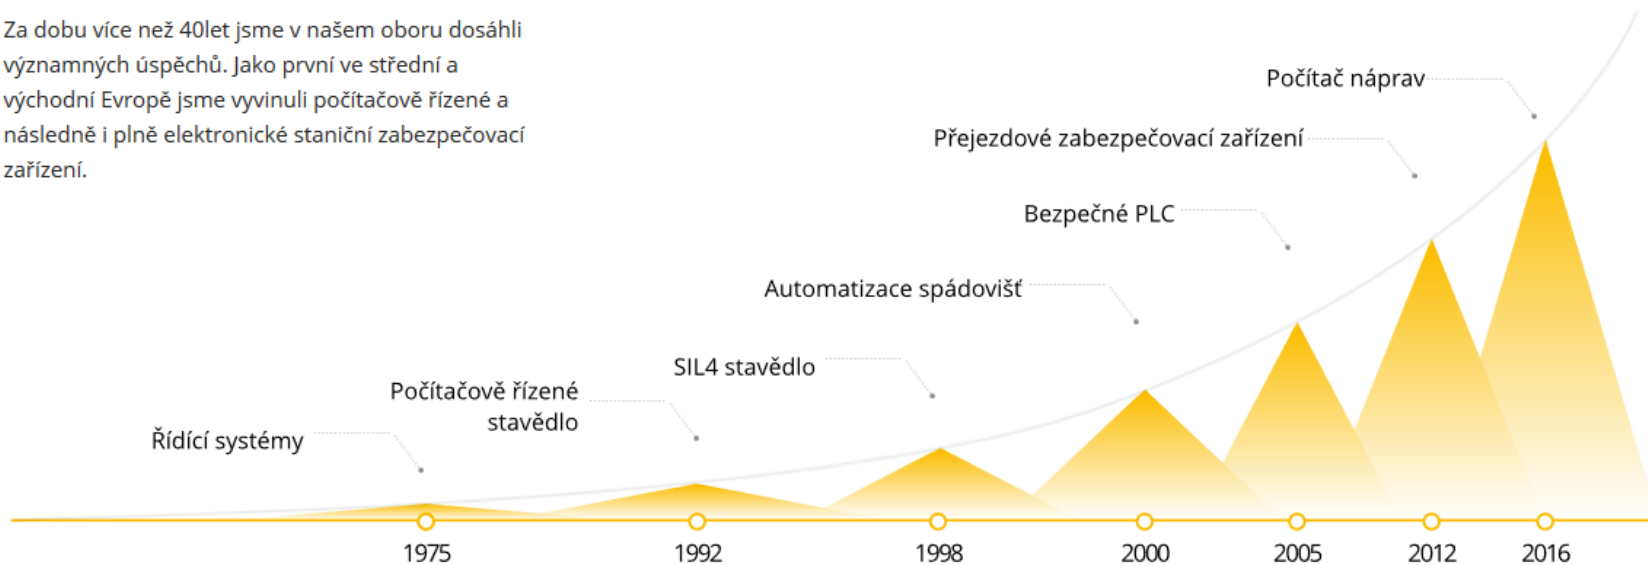 Za dobu více než 40let jsme v našem oboru dosáhli
významných úspěchů. Jako první ve střední a
východní Evropě jsme vyvinuli počítačově řízené a
následně i plně elektronické staniční zabezpečovací
zařízení.
Počítač náprav
Přejezdové zabezpečovací zařízení
Bezpečné PLC
Automatizace spádovišť
SIL4 stavědlo
Počítačově řízené
stavědlo
Řídící systémy
1975 1992 1998 2000 2005 2012 2016